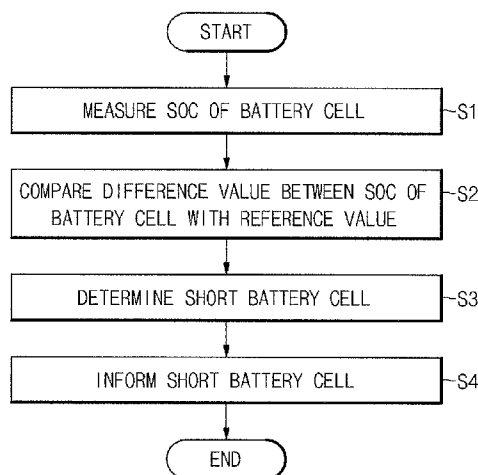 START
MEASURE SOC OF BATTERY CELL
S1
COMPARE DIFFERENCE VALUE BETWEEN SOC OF
BATTERY CELL WITH REFERENCE VALUE
S2
DETERMINE SHORT BATTERY CELL
S3
INFORM SHORT BATTERY CELL
S4
END